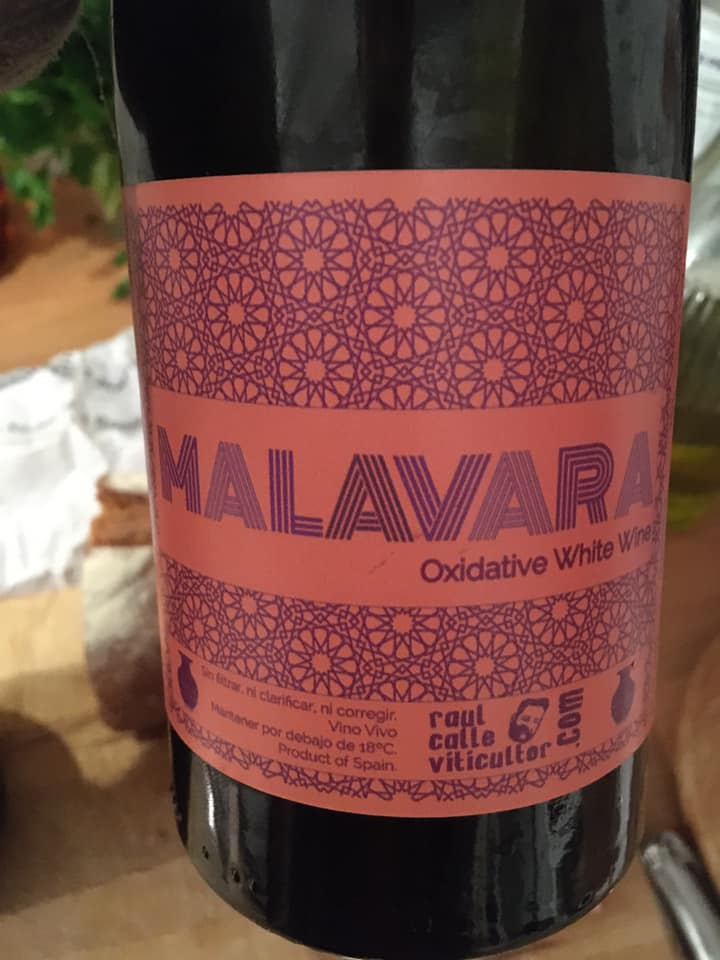 MALAVARA
Oxidative White Wine
Sin filtrar, ni clarificar, ni corregir.
Vino Vivo
Mantener por debajo de 18ºC.
Product of Spain.
raul
calle
viticultor
.com